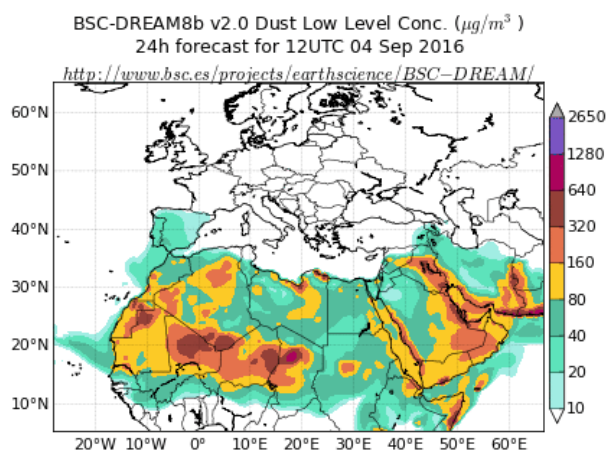 BSC-DREAM8b v2.0 Dust Low Level Conc. (μg/m³ )
24h forecast for 12UTC 04 Sep 2016
http://www.bsc.es/projects/earthscience/BSC−DREAM/
60°N
50°N
40°N
30°N
20°N
10°N
20°W 10°W 0° 10°E 20°E 30°E 40°E 50°E 60°E
2650
1280
640
320
160
80
40
20
10